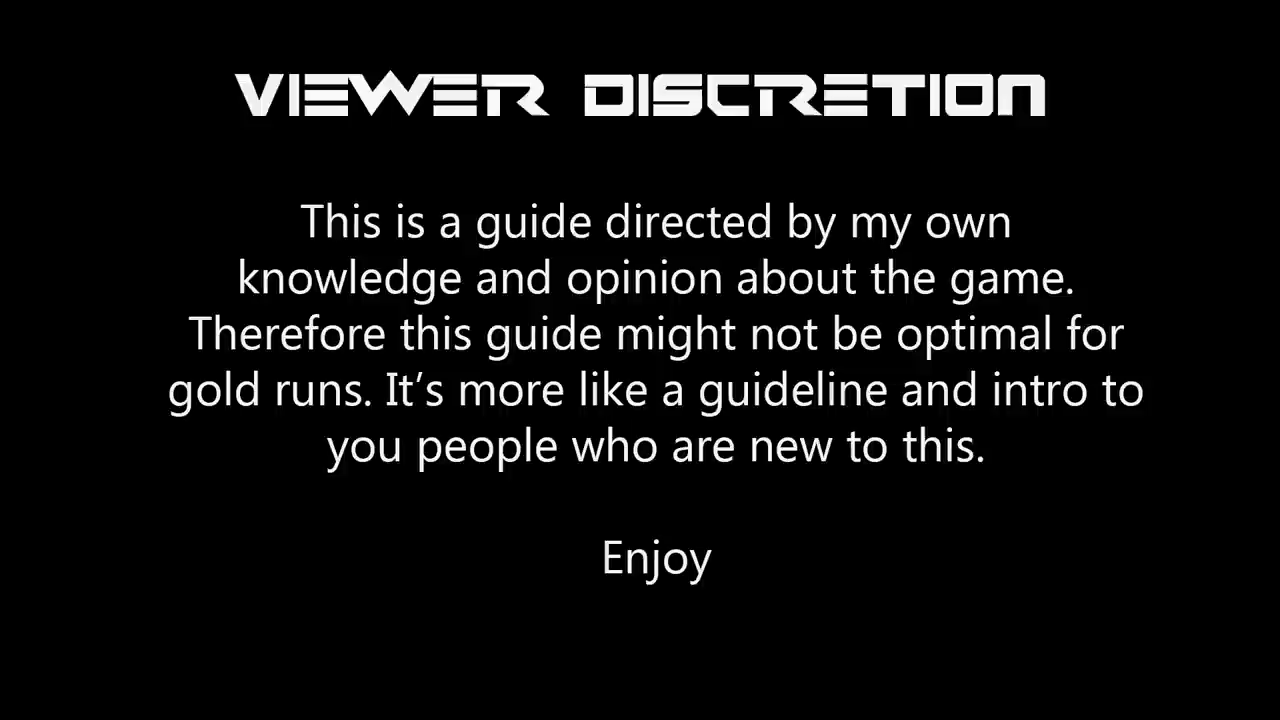 VIEWER DISCRETION
This is a guide directed by my own
knowledge and opinion about the game.
Therefore this guide might not be optimal for
gold runs. It’s more like a guideline and intro to
you people who are new to this.
Enjoy